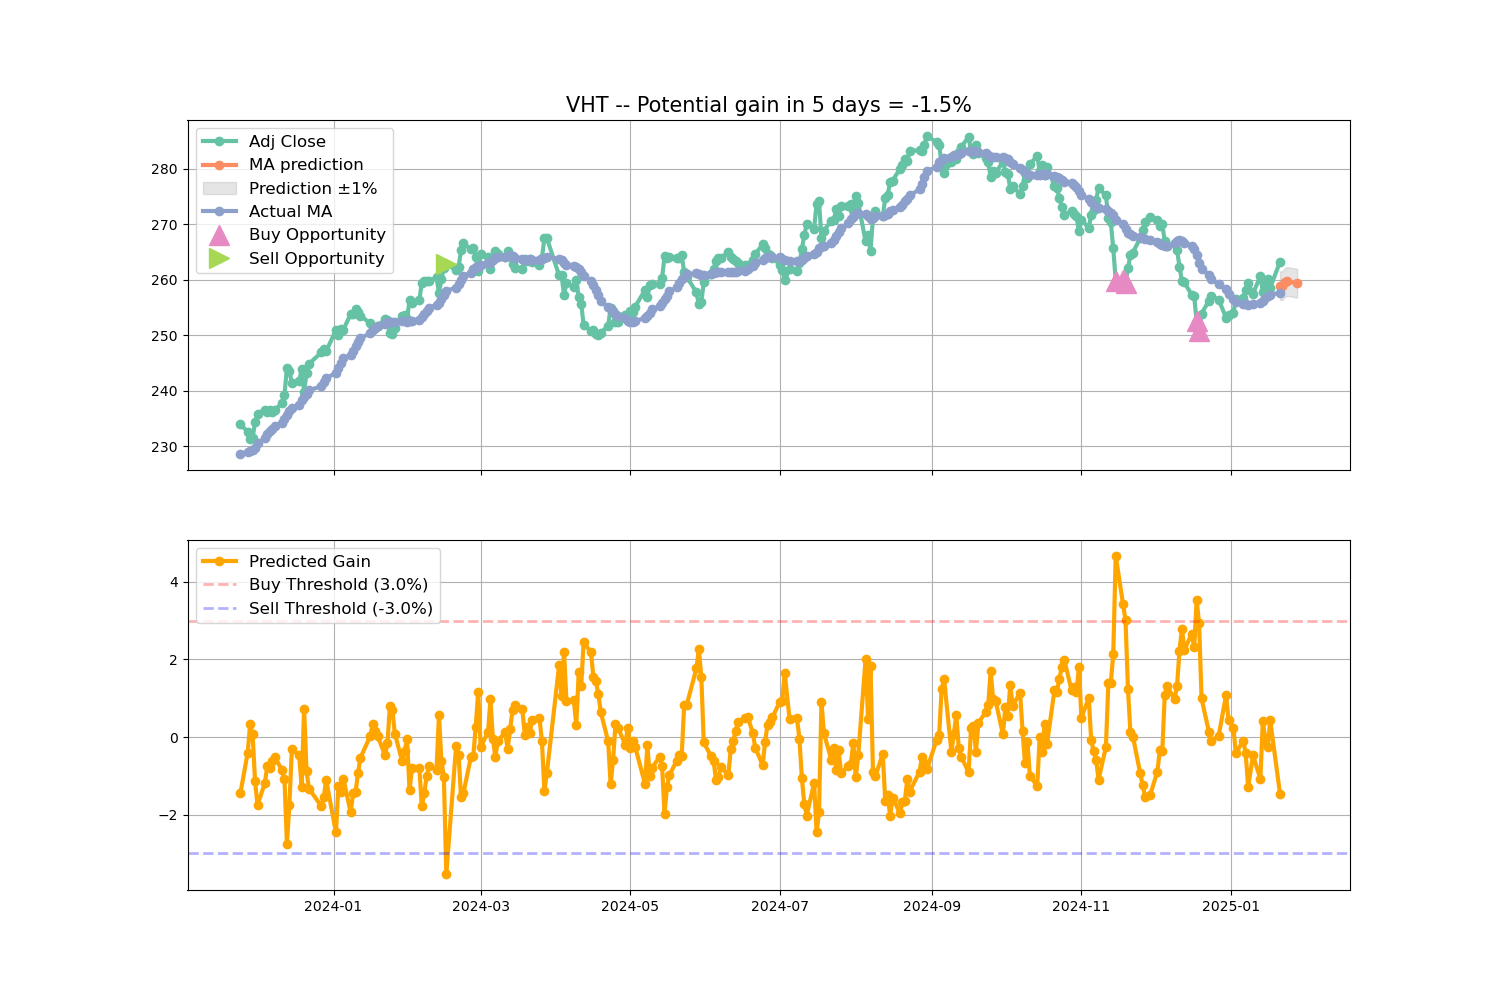 VHT -- Potential gain in 5 days = -1.5%
Adj Close
MA prediction
Prediction ±1%
Actual MA
Buy Opportunity
Sell Opportunity
280
270
260
250
240
230
Predicted Gain
Buy Threshold (3.0%)
Sell Threshold (-3.0%)
4
2
0
−2
2024-01 2024-03 2024-05 2024-07 2024-09 2024-11 2025-01